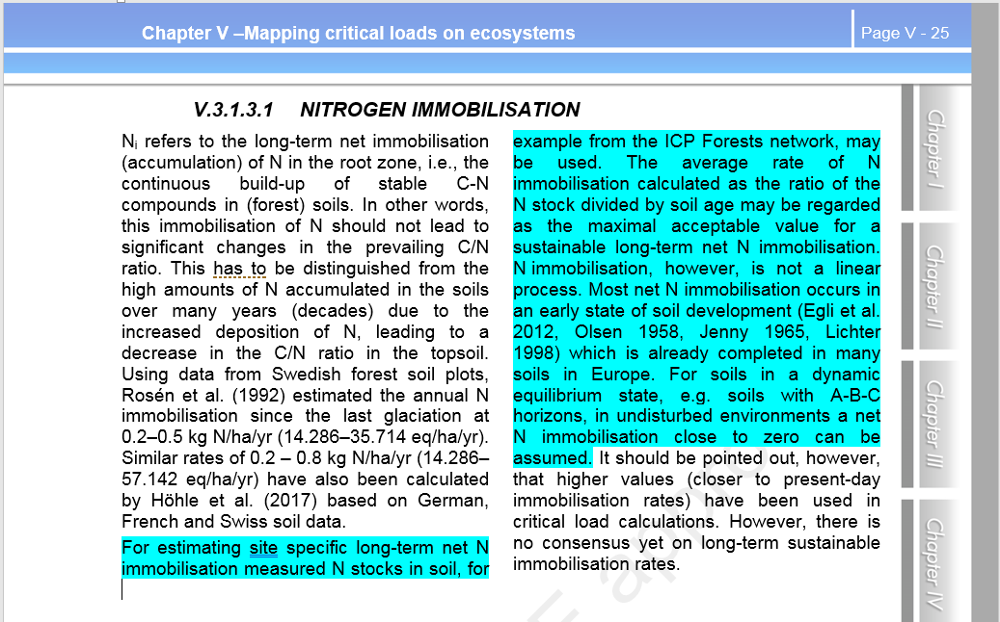 Chapter V –Mapping critical loads on ecosystems
Page V - 25
V.3.1.3.1 NITROGEN IMMOBILISATION
Ni refers to the long-term net immobilisation
(accumulation) of N in the root zone, i.e., the
continuous build-up of stable C-N
compounds in (forest) soils. In other words,
this immobilisation of N should not lead to
significant changes in the prevailing C/N
ratio. This has to be distinguished from the
high amounts of N accumulated in the soils
over many years (decades) due to the
increased deposition of N, leading to a
decrease in the C/N ratio in the topsoil.
Using data from Swedish forest soil plots,
Rosén et al. (1992) estimated the annual N
immobilisation since the last glaciation at
0.2–0.5 kg N/ha/yr (14.286–35.714 eq/ha/yr).
Similar rates of 0.2 – 0.8 kg N/ha/yr (14.286–
57.142 eq/ha/yr) have also been calculated
by Höhle et al. (2017) based on German,
French and Swiss soil data.
For estimating site specific long-term net N
immobilisation measured N stocks in soil, for
example from the ICP Forests network, may
be used. The average rate of N
immobilisation calculated as the ratio of the
N stock divided by soil age may be regarded
as the maximal acceptable value for a
sustainable long-term net N immobilisation.
N immobilisation, however, is not a linear
process. Most net N immobilisation occurs in
an early state of soil development (Egli et al.
2012, Olsen 1958, Jenny 1965, Lichter
1998) which is already completed in many
soils in Europe. For soils in a dynamic
equilibrium state, e.g. soils with A-B-C
horizons, in undisturbed environments a net
N immobilisation close to zero can be
assumed. It should be pointed out, however,
that higher values (closer to present-day
immobilisation rates) have been used in
critical load calculations. However, there is
no consensus yet on long-term sustainable
immobilisation rates.
Chapter I
Chapter II
Chapter III
Chapter IV